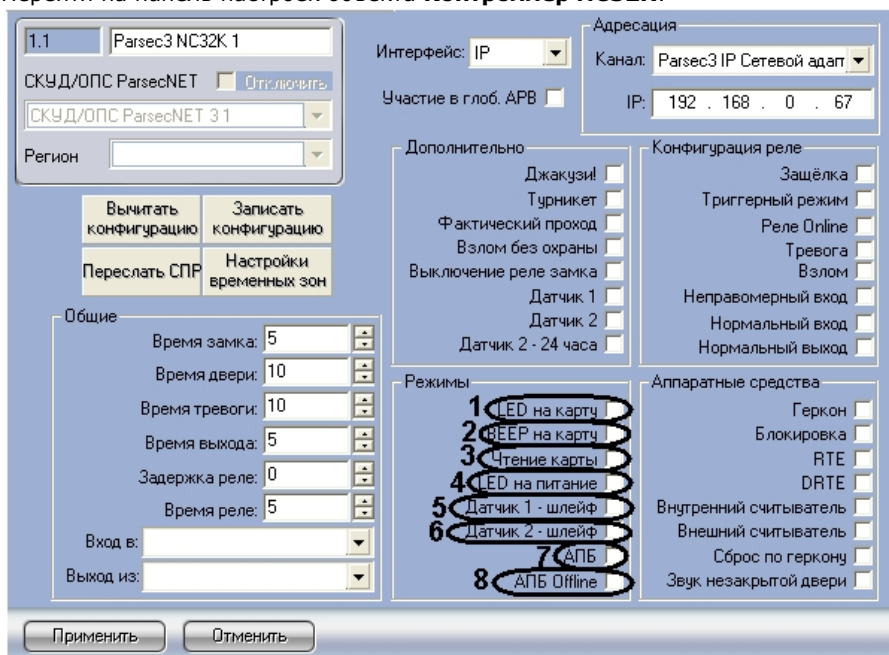 Перейти на панель настроек объекта Контроллер NC32K.
1.1 Parsec3 NC32K 1
СКУД/ОПС ParsecNET Отключить
СКУД/ОПС ParsecNET 3 1
Регион
Интерфейс: IP
Участие в глоб. APB
Адресация
Канал: Parsec3 IP Сетевой адап
IP: 192 . 168 . 0 . 67
Вычитать конфигурацию
Записать конфигурацию
Переслать СПР
Настройки временных зон
Общие
Время замка: 5
Время двери: 10
Время тревоги: 10
Время выхода: 5
Задержка реле: 0
Время реле: 5
Вход в:
Выход из:
Дополнительно
Джакузи!
Турникет
Фактический проход
Взлом без охраны
Выключение реле замка
Датчик 1
Датчик 2
Датчик 2 - 24 часа
Конфигурация реле
Защёлка
Триггерный режим
Реле Online
Тревога
Взлом
Неправомерный вход
Нормальный вход
Нормальный выход
Режимы
1 LED на карту
2 BEEP на карту
3 Чтение карты
4 LED на питание
5 Датчик 1 - шлейф
6 Датчик 2 - шлейф
7 АПБ
8 АПБ Offline
Аппаратные средства
Геркон
Блокировка
RTE
DRTE
Внутренний считыватель
Внешний считыватель
Сброс по геркону
Звук незакрытой двери
Применить
Отменить